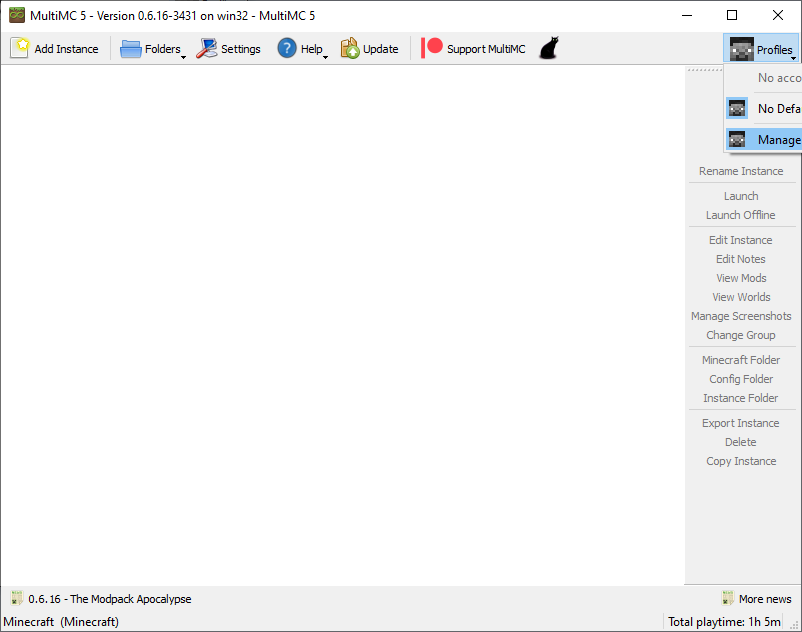 MultiMC 5 - Version 0.6.16-3431 on win32 - MultiMC 5
Add Instance Folders Settings Help Update Support MultiMC Profiles
No acco
No Defa
Manage
Rename Instance
Launch
Launch Offline
Edit Instance
Edit Notes
View Mods
View Worlds
Manage Screenshots
Change Group
Minecraft Folder
Config Folder
Instance Folder
Export Instance
Delete
Copy Instance
0.6.16 - The Modpack Apocalypse More news
Minecraft (Minecraft) Total playtime: 1h 5m